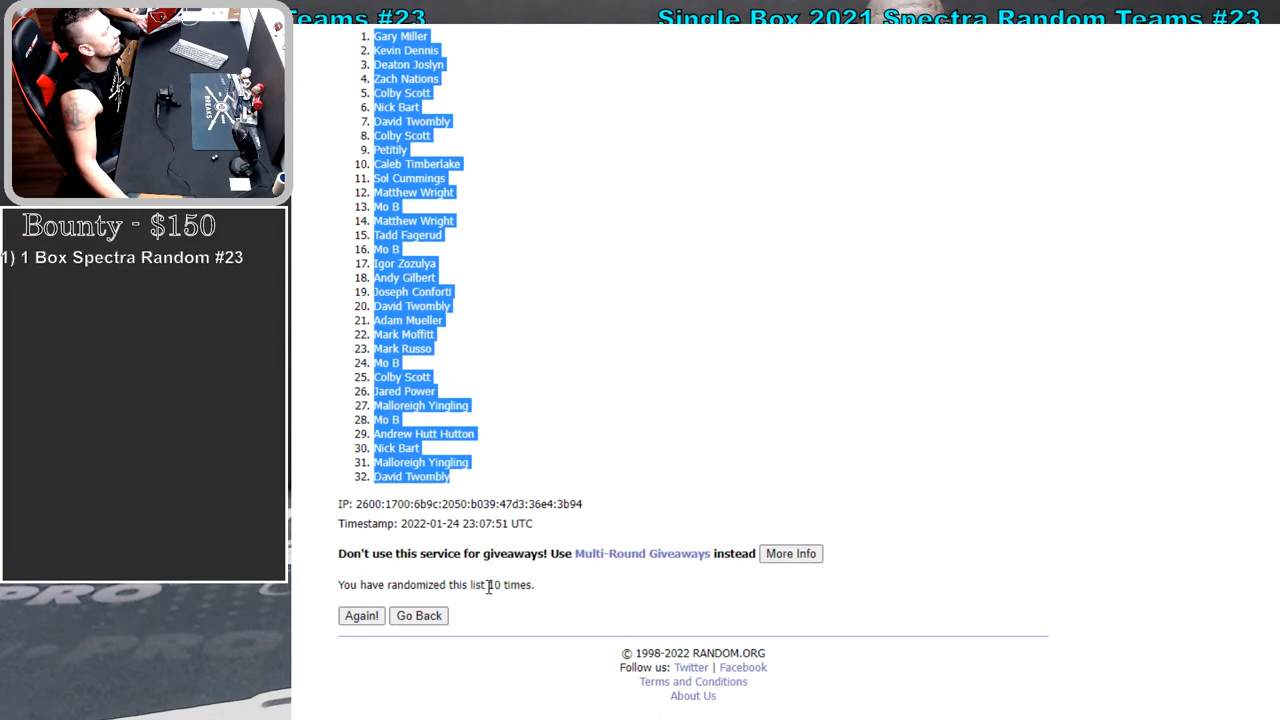 Teams #23
Single Box 2021 Spectra Random Teams #23
BREAKS
Bounty - $150
1) 1 Box Spectra Random #23
1. Gary Miller
2. Kevin Dennis
3. Deaton Joslyn
4. Zach Nations
5. Colby Scott
6. Nick Bart
7. David Twombly
8. Colby Scott
9. Petitily
10. Caleb Timberlake
11. Sol Cummings
12. Matthew Wright
13. Mo B
14. Matthew Wright
15. Tadd Fagerud
16. Mo B
17. Igor Zozulya
18. Andy Gilbert
19. Joseph Conforti
20. David Twombly
21. Adam Mueller
22. Mark Moffitt
23. Mark Russo
24. Mo B
25. Colby Scott
26. Jared Power
27. Malloreigh Yingling
28. Mo B
29. Andrew Hutt Hutton
30. Nick Bart
31. Malloreigh Yingling
32. David Twombly
IP: 2600:1700:6b9c:2050:b039:47d3:36e4:3b94
Timestamp: 2022-01-24 23:07:51 UTC
Don't use this service for giveaways! Use Multi-Round Giveaways instead More Info
You have randomized this list 10 times.
Again! Go Back
© 1998-2022 RANDOM.ORG
Follow us: Twitter | Facebook
Terms and Conditions
About Us